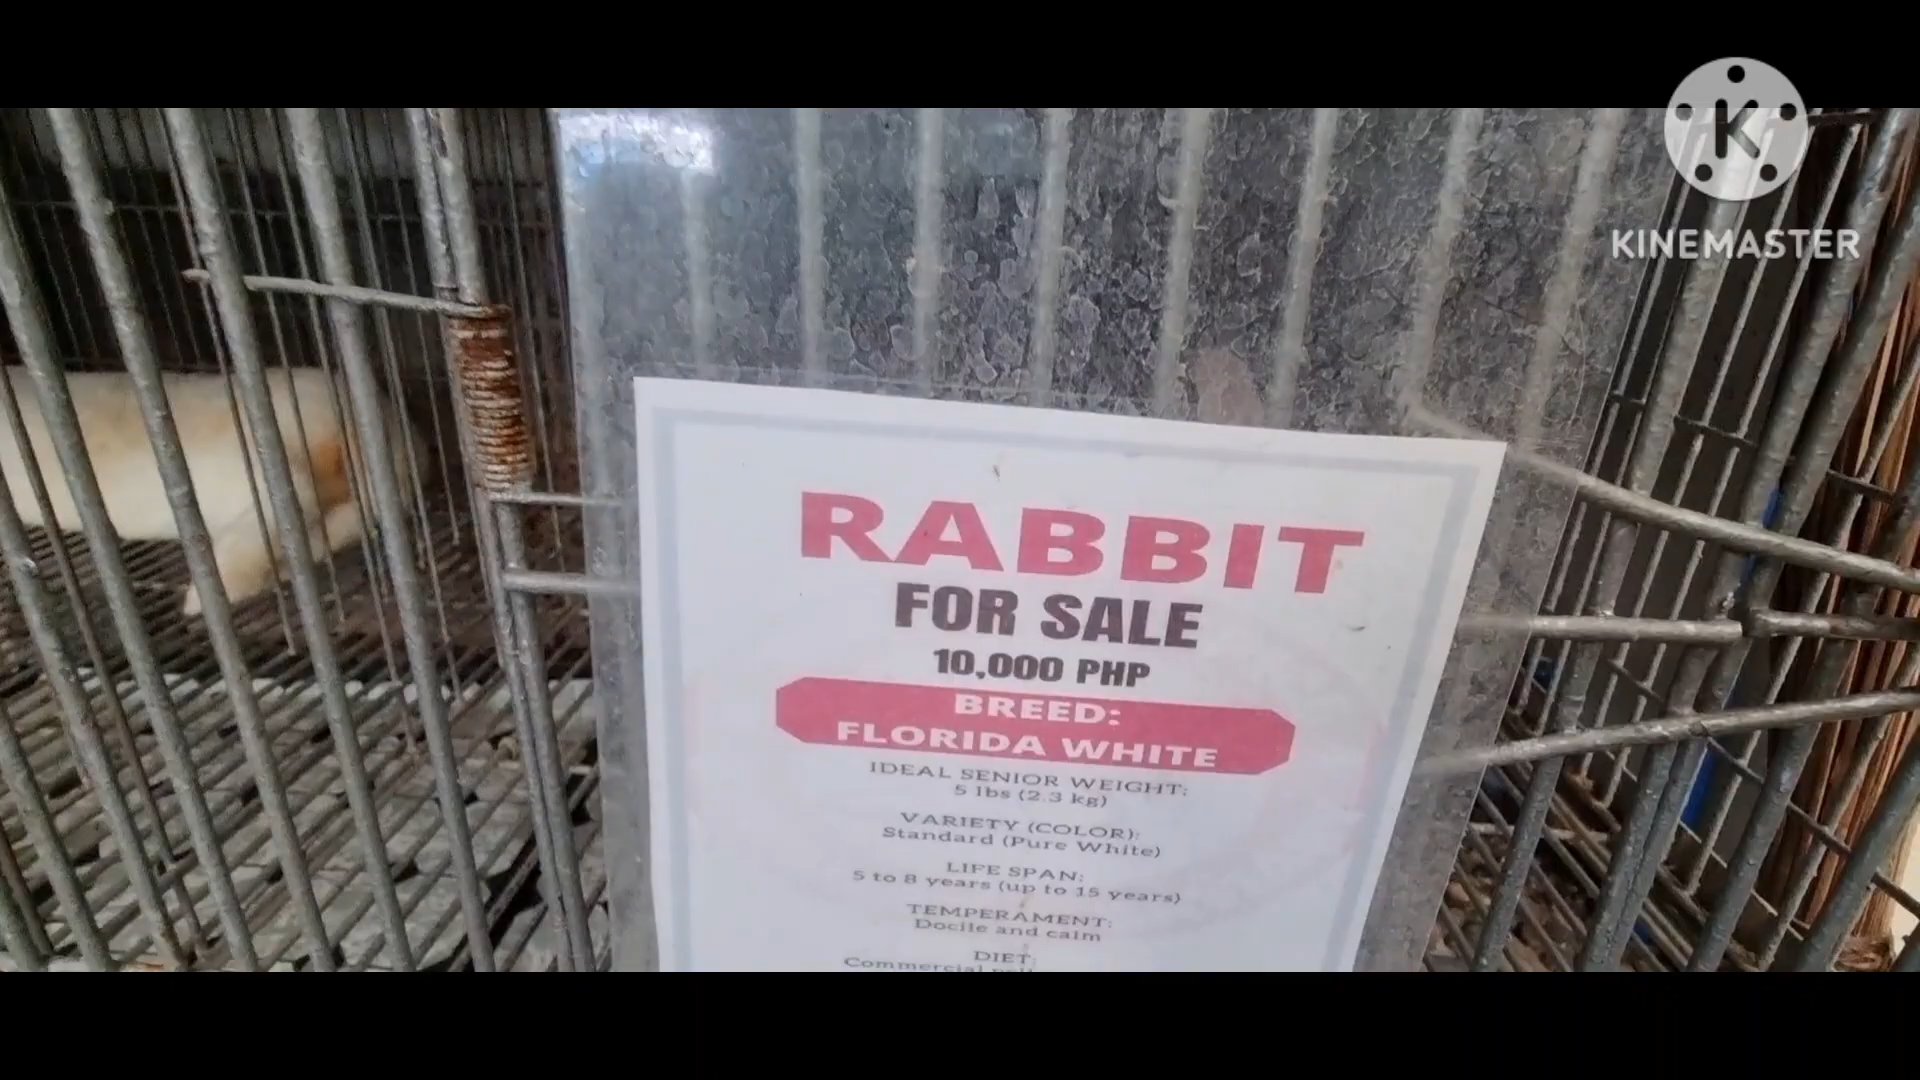 K
KINEMASTER
RABBIT
FOR SALE
10,000 PHP
BREED:
FLORIDA WHITE
IDEAL SENIOR WEIGHT:
5 lbs (2.3 kg)
VARIETY (COLOR):
Standard (Pure White)
LIFE SPAN:
5 to 8 years (up to 15 years)
TEMPERAMENT:
Docile and calm
DIET:
Commercial